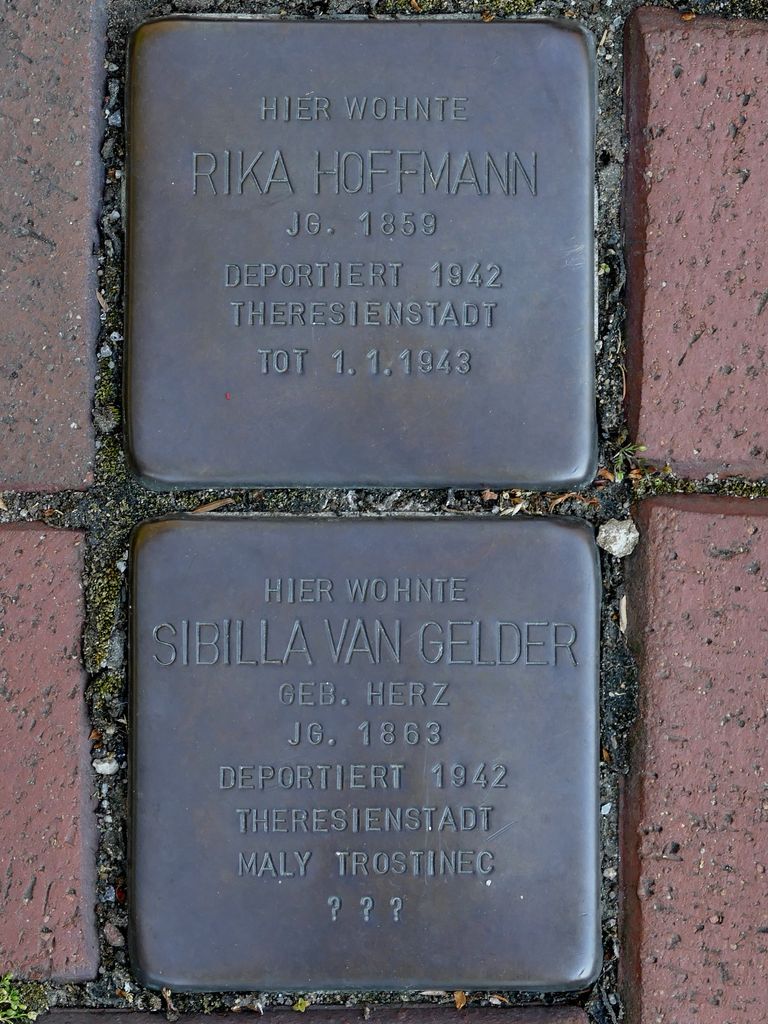 HIER WOHNTE
RIKA HOFFMANN
JG. 1859
DEPORTIERT 1942
THERESIENSTADT
TOT 1.1.1943
HIER WOHNTE
SIBILLA VAN GELDER
GEB. HERZ
JG. 1863
DEPORTIERT 1942
THERESIENSTADT
MALY TROSTINEC
? ? ?